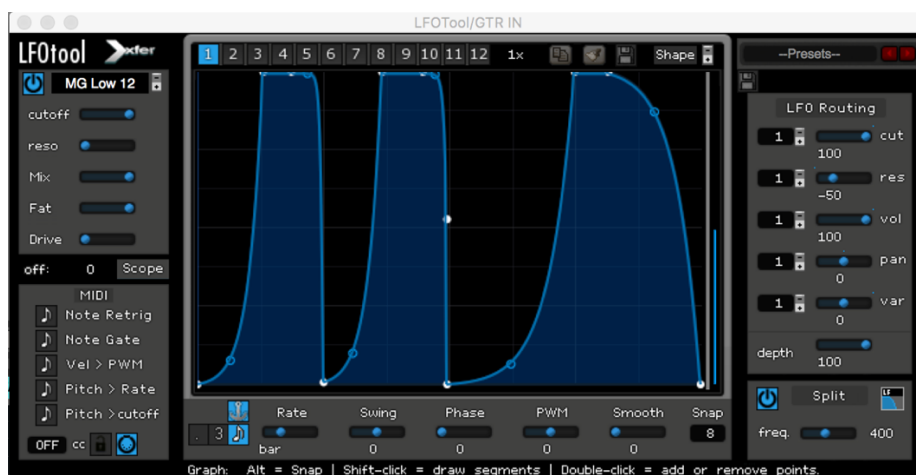 LFOTool/GTR IN
LFOtool xfer
1 2 3 4 5 6 7 8 9 10 11 12 1x Shape
--Presets--
MG Low 12
cutoff
reso
Mix
Fat
Drive
off: 0 Scope
MIDI
Note Retrig
Note Gate
Vel > PWM
Pitch > Rate
Pitch > cutoff
OFF cc
LFO Routing
1 cut
100
1 res
-50
1 vol
100
1 pan
0
1 var
0
depth
100
Split
LF
freq. 400
Rate Swing Phase PWM Smooth Snap
. 3 8
bar 0 0 0 0
Graph: Alt = Snap | Shift-click = draw segments | Double-click = add or remove points.